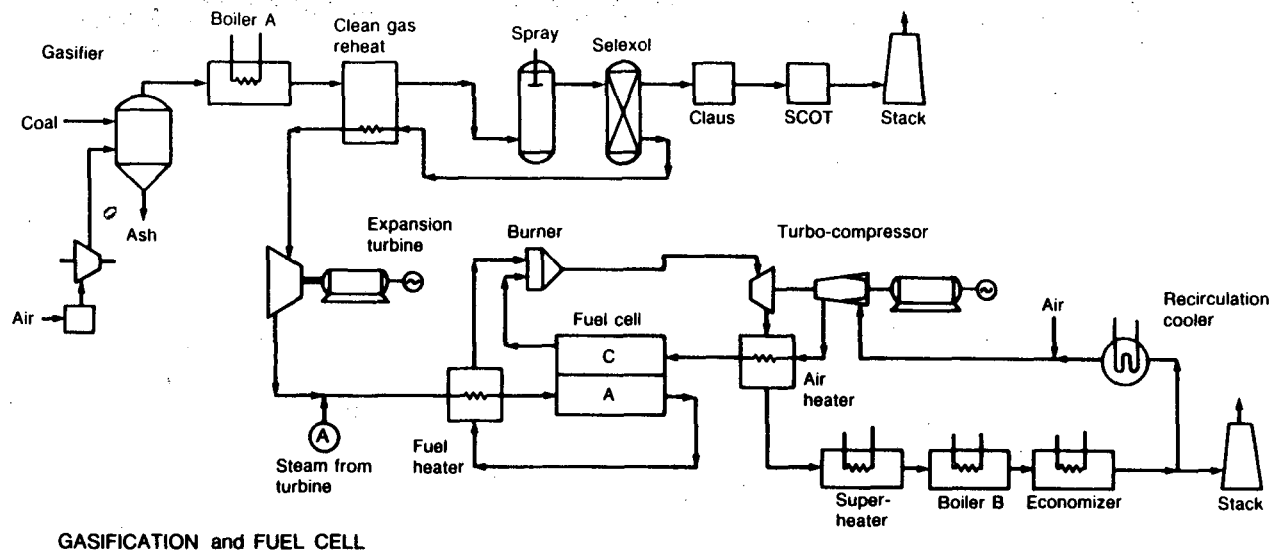 Boiler A
Clean gas
reheat
Gasifier
Spray
Selexol
Coal
Claus
SCOT
Stack
Ash
Expansion
turbine
Burner
Turbo-compressor
Air
Fuel cell
C
A
Air
Recirculation
cooler
Air
heater
A
Steam from
turbine
Fuel
heater
Super-
heater
Boiler B
Economizer
Stack
GASIFICATION and FUEL CELL